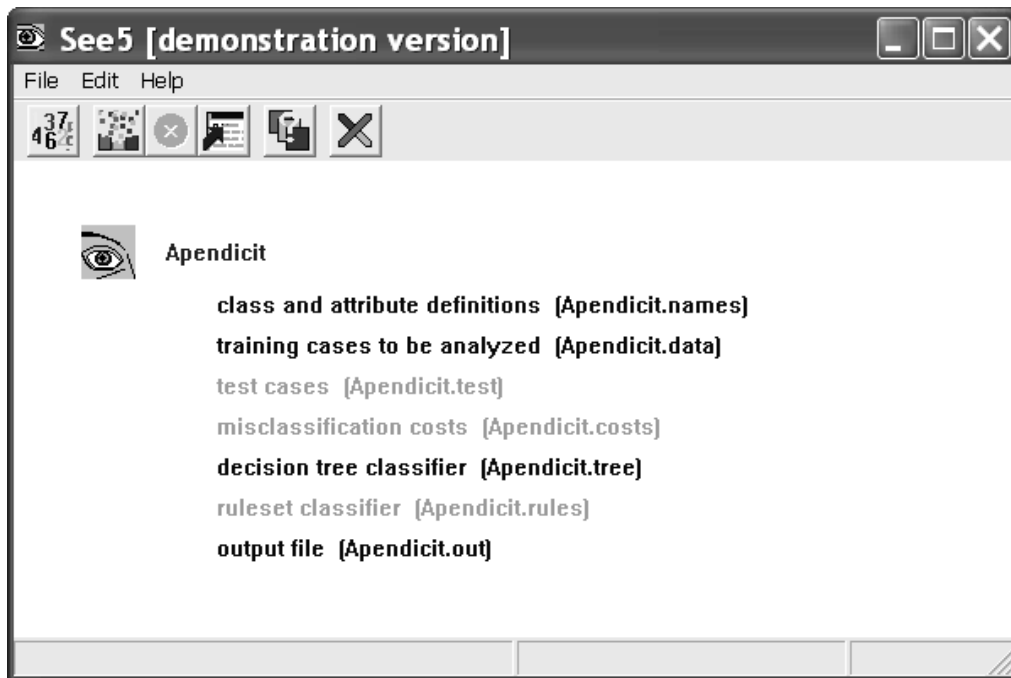 See5 [demonstration version]
File Edit Help
Apendicit
class and attribute definitions (Apendicit.names)
training cases to be analyzed (Apendicit.data)
test cases (Apendicit.test)
misclassification costs (Apendicit.costs)
decision tree classifier (Apendicit.tree)
ruleset classifier (Apendicit.rules)
output file (Apendicit.out)